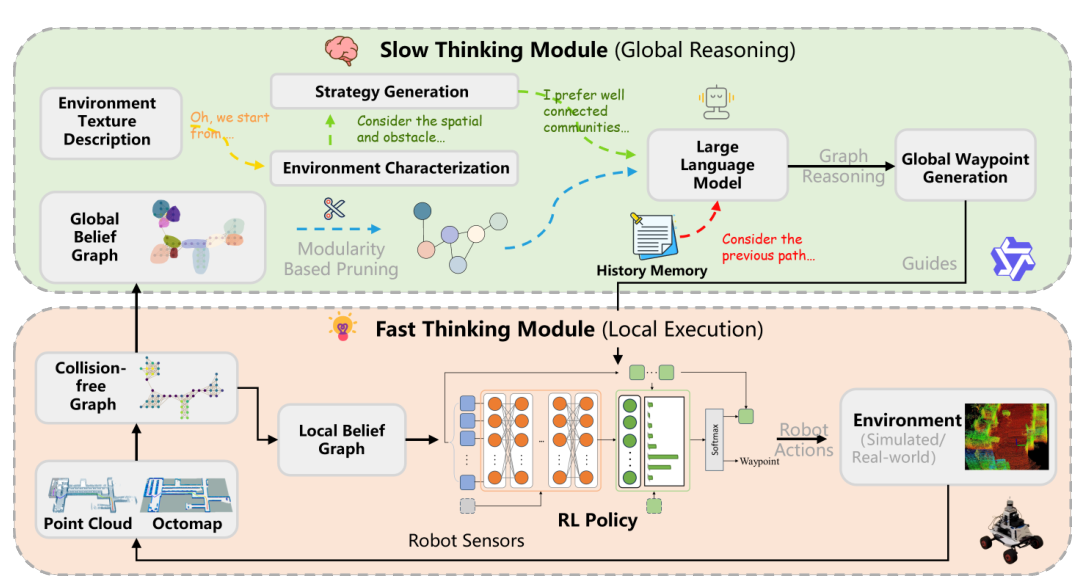 Slow Thinking Module (Global Reasoning)
Environment
Texture
Description
Oh, we start
from....
Strategy Generation
Consider the spatial
and obstacle...
Environment Characterization
I prefer well
connected
communities...
Large
Language
Model
Graph
Reasoning
Global Waypoint
Generation
Global
Belief
Graph
Modularity
Based Pruning
History Memory
Consider the
previous path...
Guides
Fast Thinking Module (Local Execution)
Collision-
free
Graph
Local Belief
Graph
Softmax
Waypoint
RL Policy
Robot
Actions
Environment
(Simulated/
Real-world)
Point Cloud
Octomap
Robot Sensors